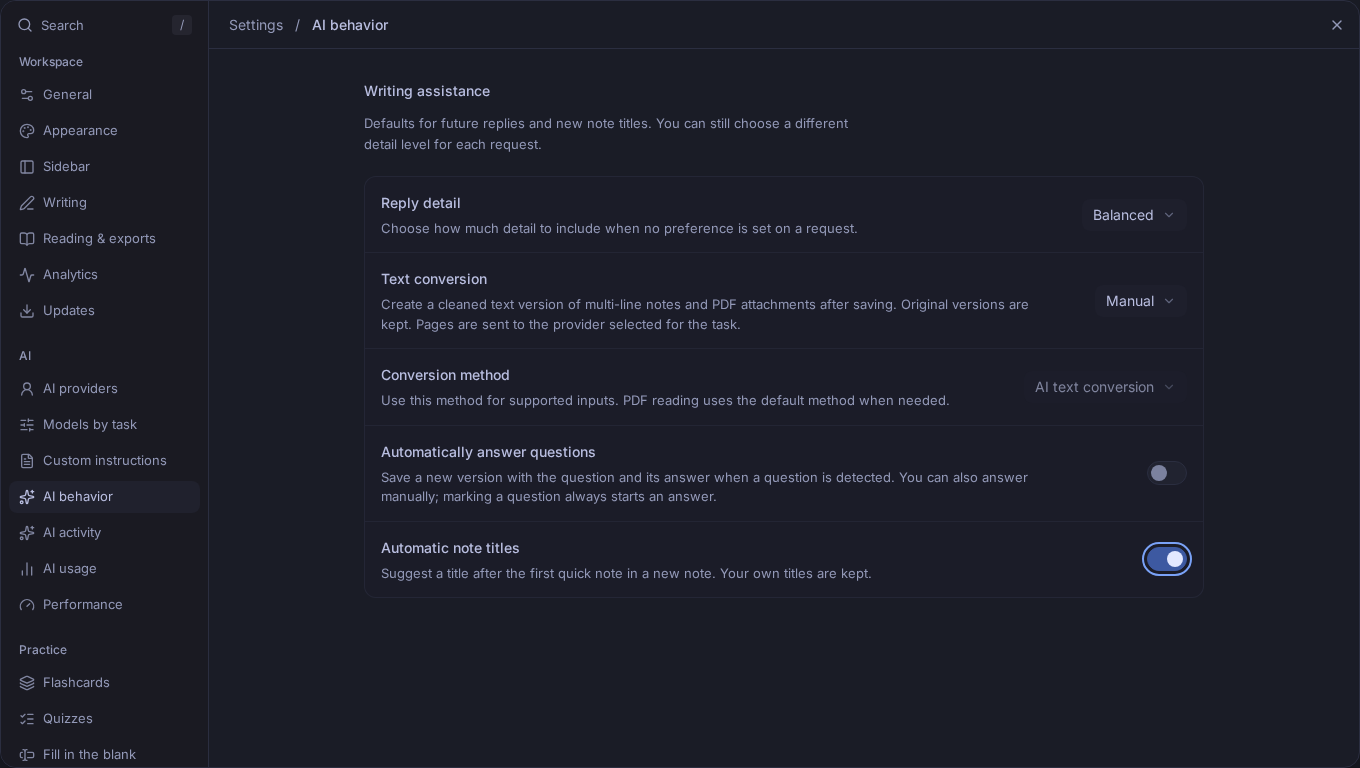 Search /
Workspace
General
Appearance
Sidebar
Writing
Reading & exports
Analytics
Updates
AI
AI providers
Models by task
Custom instructions
AI behavior
AI activity
AI usage
Performance
Practice
Flashcards
Quizzes
Fill in the blank
Settings / AI behavior
Writing assistance
Defaults for future replies and new note titles. You can still choose a different
detail level for each request.
Reply detail
Choose how much detail to include when no preference is set on a request.
Balanced
Text conversion
Create a cleaned text version of multi-line notes and PDF attachments after saving. Original versions are
kept. Pages are sent to the provider selected for the task.
Manual
Conversion method
Use this method for supported inputs. PDF reading uses the default method when needed.
AI text conversion
Automatically answer questions
Save a new version with the question and its answer when a question is detected. You can also answer
manually; marking a question always starts an answer.
Automatic note titles
Suggest a title after the first quick note in a new note. Your own titles are kept.